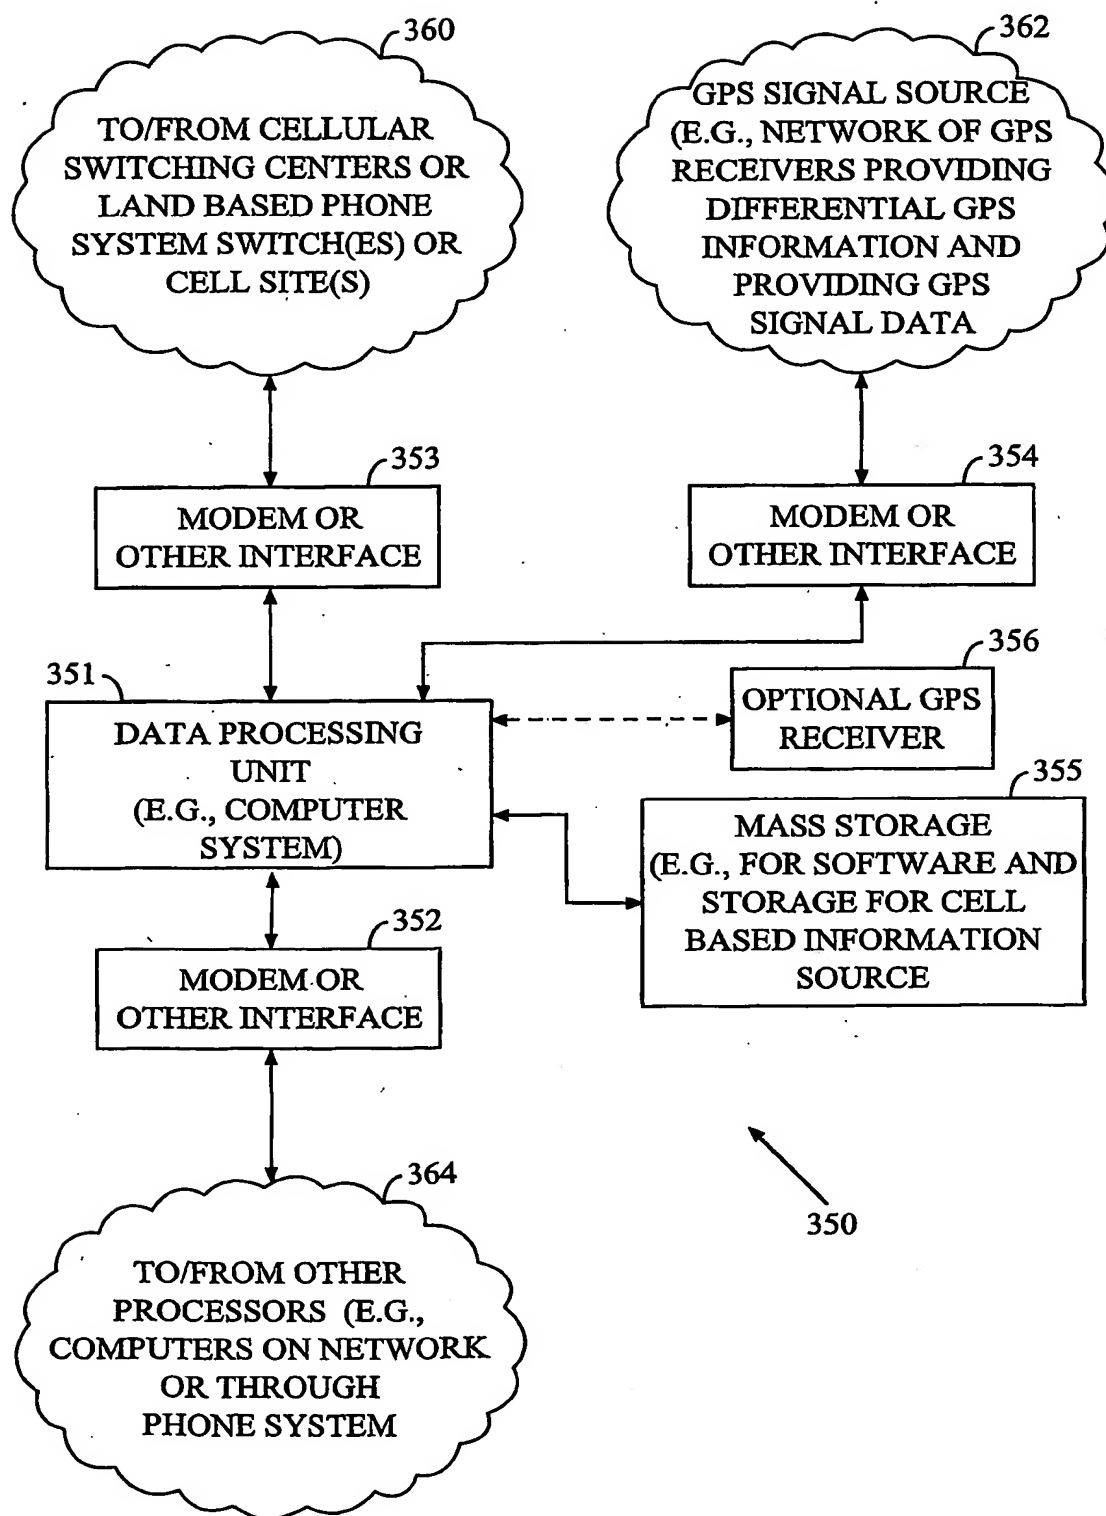 360
TO/FROM CELLULAR
SWITCHING CENTERS OR
LAND BASED PHONE
SYSTEM SWITCH(ES) OR
CELL SITE(S)
362
GPS SIGNAL SOURCE
(E.G., NETWORK OF GPS
RECEIVERS PROVIDING
DIFFERENTIAL GPS
INFORMATION AND
PROVIDING GPS
SIGNAL DATA
353
MODEM OR
OTHER INTERFACE
354
MODEM OR
OTHER INTERFACE
351
DATA PROCESSING
UNIT
(E.G., COMPUTER
SYSTEM)
356
OPTIONAL GPS
RECEIVER
355
MASS STORAGE
(E.G., FOR SOFTWARE AND
STORAGE FOR CELL
BASED INFORMATION
SOURCE
352
MODEM OR
OTHER INTERFACE
364
TO/FROM OTHER
PROCESSORS (E.G.,
COMPUTERS ON NETWORK
OR THROUGH
PHONE SYSTEM
350